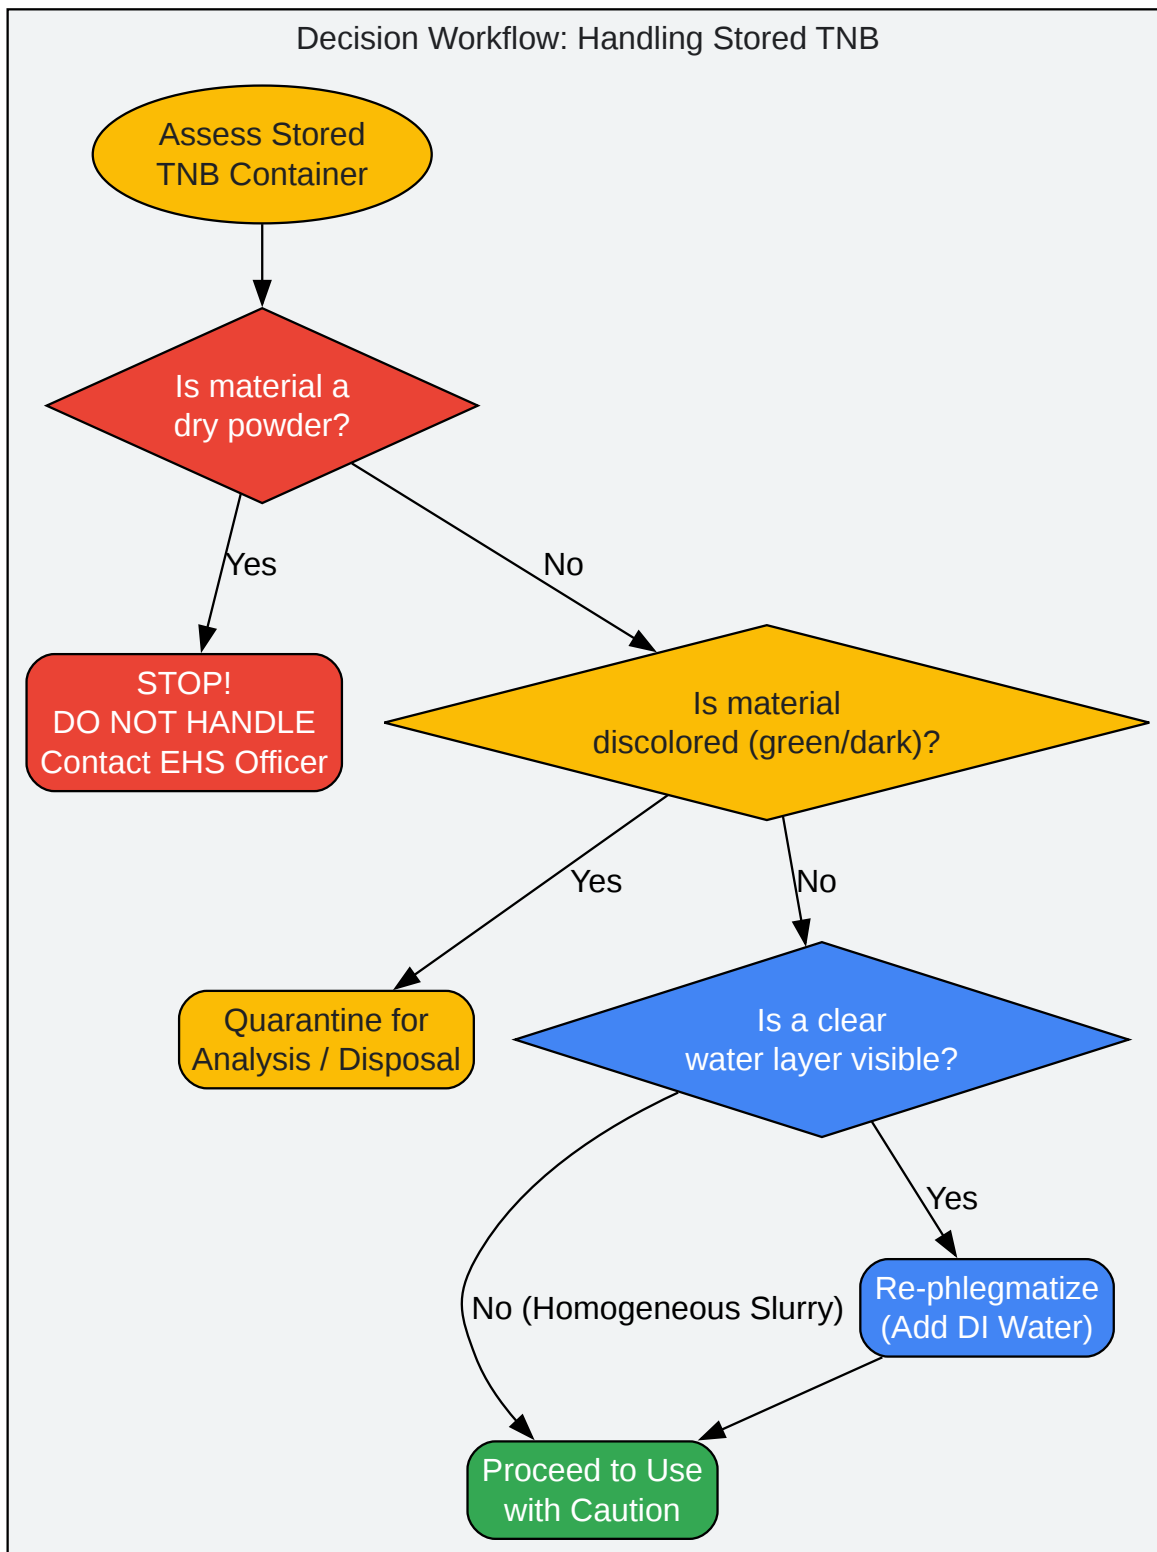 Decision Workflow: Handling Stored TNB
Assess Stored
TNB Container
Is material a
dry powder?
Yes
No
STOP!
DO NOT HANDLE
Contact EHS Officer
Is material
discolored (green/dark)?
Yes
No
Quarantine for
Analysis / Disposal
Is a clear
water layer visible?
Yes
No (Homogeneous Slurry)
Re-phlegmatize
(Add DI Water)
Proceed to Use
with Caution